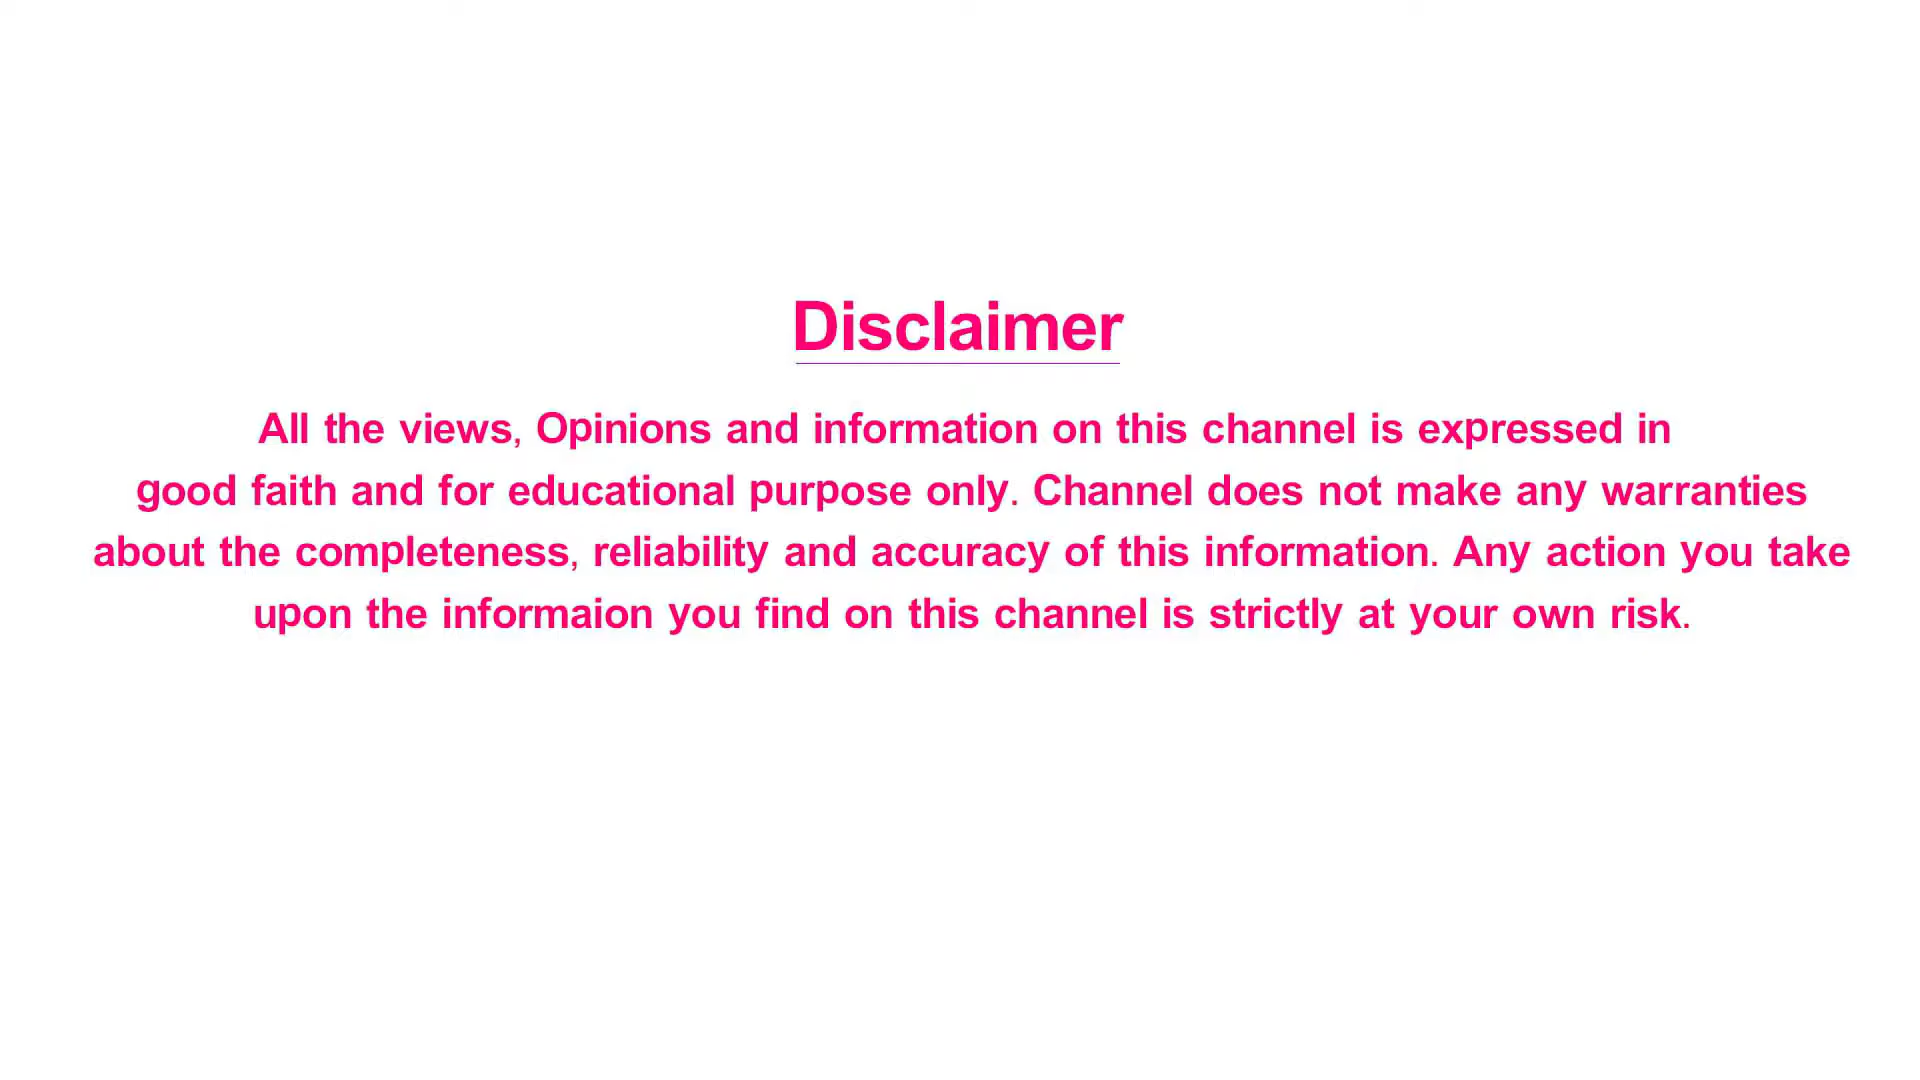 Disclaimer
All the views, Opinions and information on this channel is expressed in
good faith and for educational purpose only. Channel does not make any warranties
about the completeness, reliability and accuracy of this information. Any action you take
upon the informaion you find on this channel is strictly at your own risk.